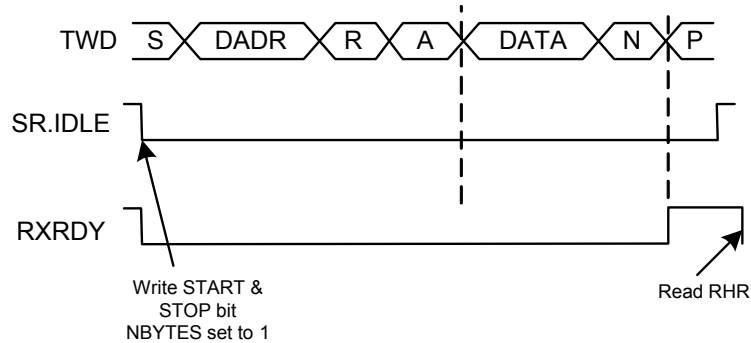 TWD S DADR R A DATA N P
SR.IDLE
RXRDY
Write START &
STOP bit
NBYTES set to 1
Read RHR